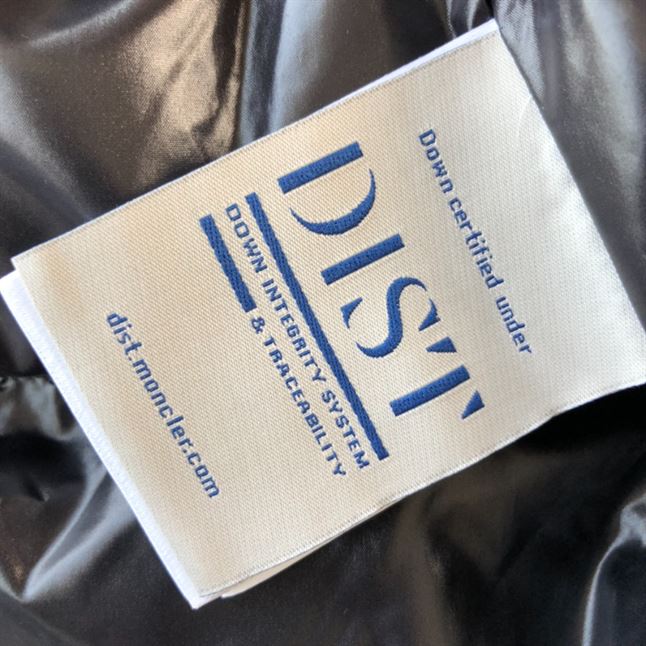 Down certified under
DIST
DOWN INTEGRITY SYSTEM
& TRACEABILITY
dist.moncler.com